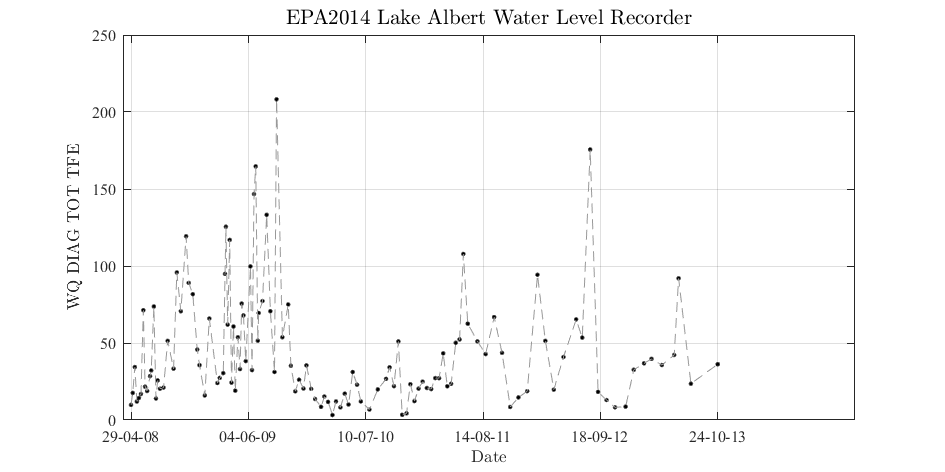 EPA2014 Lake Albert Water Level Recorder
WQ DIAG TOT TFE
250
200
150
100
50
0
29-04-08 04-06-09 10-07-10 14-08-11 18-09-12 24-10-13
Date